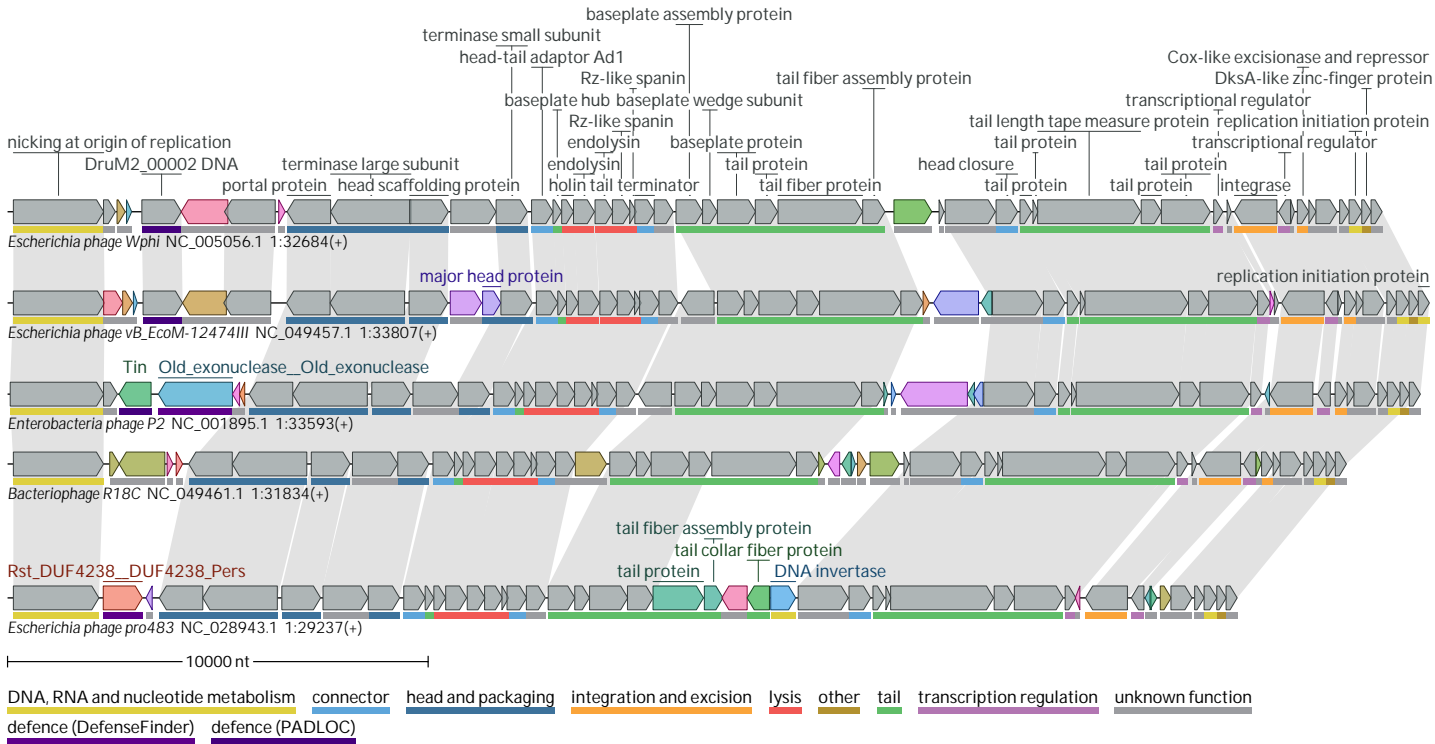 baseplate assembly protein
terminase small subunit
head-tail adaptor Ad1
Cox-like excisionase and repressor
Rz-like spanin
tail fiber assembly protein
DksA-like zinc-finger protein
baseplate hub
baseplate wedge subunit
transcriptional regulator
Rz-like spanin
tail length tape measure protein
replication initiation protein
nicking at origin of replication
endolysin
baseplate protein
tail protein
transcriptional regulator
DruM2_00002 DNA
terminase large subunit
endolysin
tail protein
head closure
tail protein
portal protein
head scaffolding protein
holin
tail terminator
tail fiber protein
tail protein
tail protein
integrase
Escherichia phage Wphi NC_005056.1 1:32684(+)
major head protein
replication initiation protein
Escherichia phage vB_EcoM-12474III NC_049457.1 1:33807(+)
Tin
Old_exonuclease__Old_exonuclease
Enterobacteria phage P2 NC_001895.1 1:33593(+)
Bacteriophage R18C NC_049461.1 1:31834(+)
tail fiber assembly protein
tail collar fiber protein
Rst_DUF4238__DUF4238_Pers
tail protein
DNA invertase
Escherichia phage pro483 NC_028943.1 1:29237(+)
10000 nt
DNA, RNA and nucleotide metabolism
connector
head and packaging
integration and excision
lysis
other
tail
transcription regulation
unknown function
defence (DefenseFinder)
defence (PADLOC)